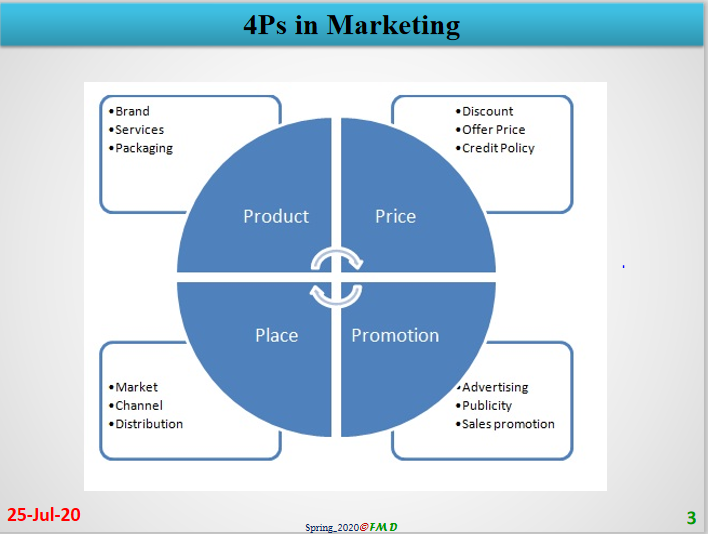 4Ps in Marketing
•Brand
•Services
•Packaging
•Discount
•Offer Price
•Credit Policy
Product
Price
Place
Promotion
•Market
•Channel
•Distribution
•Advertising
•Publicity
•Sales promotion
25-Jul-20
Spring_2020©FMD
3